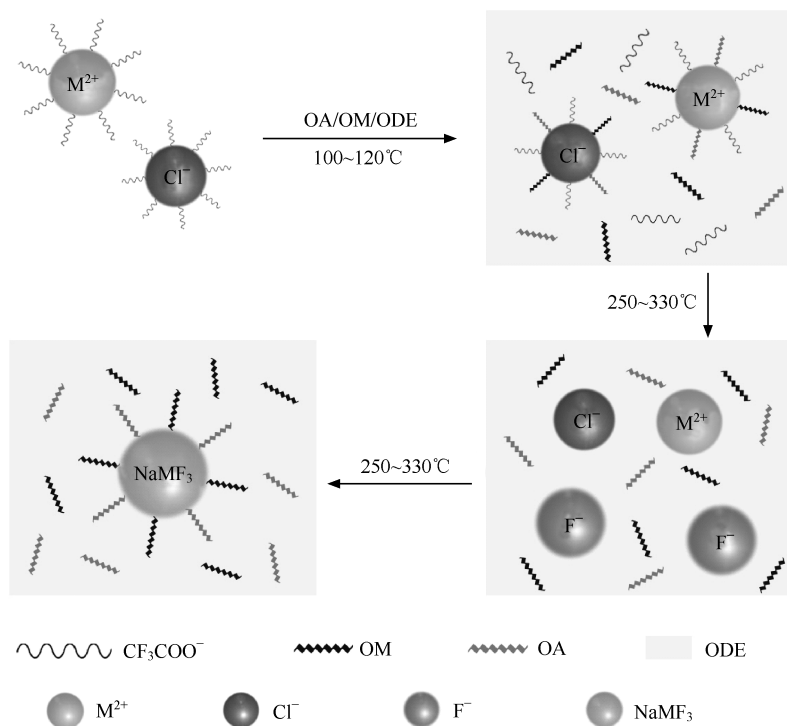 M²⁺
Cl⁻
OA/OM/ODE
100~120℃
M²⁺
Cl⁻
250~330℃
Cl⁻
M²⁺
F⁻
F⁻
250~330℃
NaMF₃
CF₃COO⁻
OM
OA
ODE
M²⁺
Cl⁻
F⁻
NaMF₃